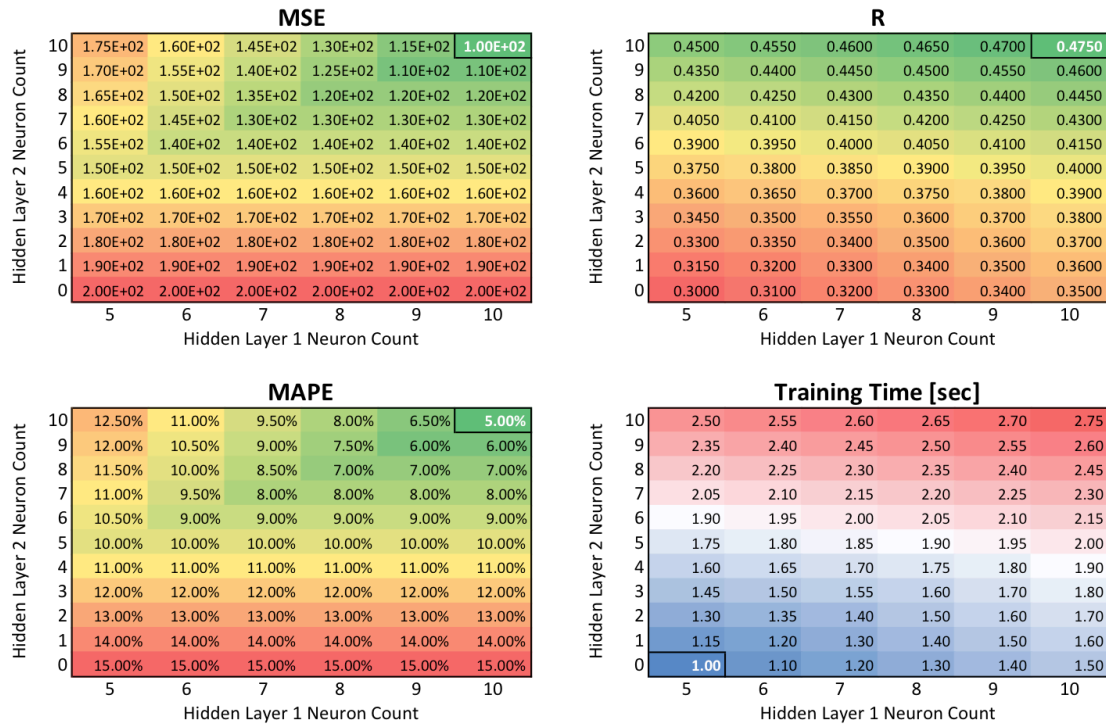 MSE
Hidden Layer 2 Neuron Count
10 1.75E+02 1.60E+02 1.45E+02 1.30E+02 1.15E+02 1.00E+02
9 1.70E+02 1.55E+02 1.40E+02 1.25E+02 1.10E+02 1.10E+02
8 1.65E+02 1.50E+02 1.35E+02 1.20E+02 1.20E+02 1.20E+02
7 1.60E+02 1.45E+02 1.30E+02 1.30E+02 1.30E+02 1.30E+02
6 1.55E+02 1.40E+02 1.40E+02 1.40E+02 1.40E+02 1.40E+02
5 1.50E+02 1.50E+02 1.50E+02 1.50E+02 1.50E+02 1.50E+02
4 1.60E+02 1.60E+02 1.60E+02 1.60E+02 1.60E+02 1.60E+02
3 1.70E+02 1.70E+02 1.70E+02 1.70E+02 1.70E+02 1.70E+02
2 1.80E+02 1.80E+02 1.80E+02 1.80E+02 1.80E+02 1.80E+02
1 1.90E+02 1.90E+02 1.90E+02 1.90E+02 1.90E+02 1.90E+02
0 2.00E+02 2.00E+02 2.00E+02 2.00E+02 2.00E+02 2.00E+02
5 6 7 8 9 10
Hidden Layer 1 Neuron Count
R
Hidden Layer 2 Neuron Count
10 0.4500 0.4550 0.4600 0.4650 0.4700 0.4750
9 0.4350 0.4400 0.4450 0.4500 0.4550 0.4600
8 0.4200 0.4250 0.4300 0.4350 0.4400 0.4450
7 0.4050 0.4100 0.4150 0.4200 0.4250 0.4300
6 0.3900 0.3950 0.4000 0.4050 0.4100 0.4150
5 0.3750 0.3800 0.3850 0.3900 0.3950 0.4000
4 0.3600 0.3650 0.3700 0.3750 0.3800 0.3900
3 0.3450 0.3500 0.3550 0.3600 0.3700 0.3800
2 0.3300 0.3350 0.3400 0.3500 0.3600 0.3700
1 0.3150 0.3200 0.3300 0.3400 0.3500 0.3600
0 0.3000 0.3100 0.3200 0.3300 0.3400 0.3500
5 6 7 8 9 10
Hidden Layer 1 Neuron Count
MAPE
Hidden Layer 2 Neuron Count
10 12.50% 11.00% 9.50% 8.00% 6.50% 5.00%
9 12.00% 10.50% 9.00% 7.50% 6.00% 6.00%
8 11.50% 10.00% 8.50% 7.00% 7.00% 7.00%
7 11.00% 9.50% 8.00% 8.00% 8.00% 8.00%
6 10.50% 9.00% 9.00% 9.00% 9.00% 9.00%
5 10.00% 10.00% 10.00% 10.00% 10.00% 10.00%
4 11.00% 11.00% 11.00% 11.00% 11.00% 11.00%
3 12.00% 12.00% 12.00% 12.00% 12.00% 12.00%
2 13.00% 13.00% 13.00% 13.00% 13.00% 13.00%
1 14.00% 14.00% 14.00% 14.00% 14.00% 14.00%
0 15.00% 15.00% 15.00% 15.00% 15.00% 15.00%
5 6 7 8 9 10
Hidden Layer 1 Neuron Count
Training Time [sec]
Hidden Layer 2 Neuron Count
10 2.50 2.55 2.60 2.65 2.70 2.75
9 2.35 2.40 2.45 2.50 2.55 2.60
8 2.20 2.25 2.30 2.35 2.40 2.45
7 2.05 2.10 2.15 2.20 2.25 2.30
6 1.90 1.95 2.00 2.05 2.10 2.15
5 1.75 1.80 1.85 1.90 1.95 2.00
4 1.60 1.65 1.70 1.75 1.80 1.90
3 1.45 1.50 1.55 1.60 1.70 1.80
2 1.30 1.35 1.40 1.50 1.60 1.70
1 1.15 1.20 1.30 1.40 1.50 1.60
0 1.00 1.10 1.20 1.30 1.40 1.50
5 6 7 8 9 10
Hidden Layer 1 Neuron Count